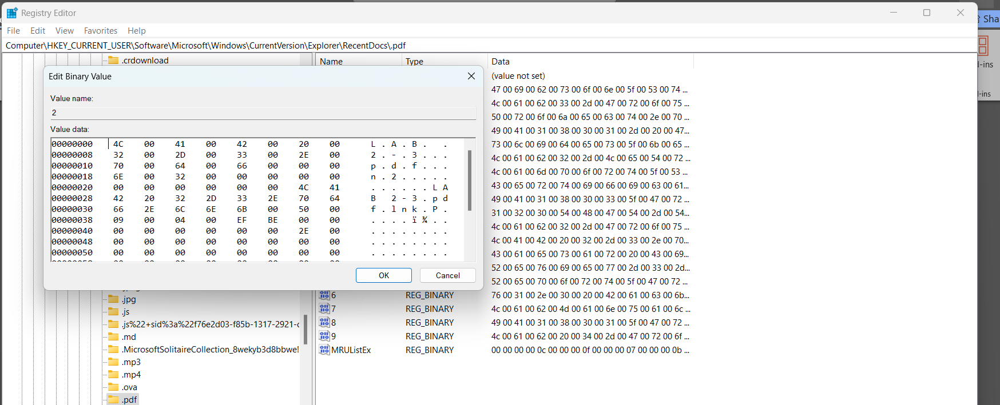 Registry Editor
File Edit View Favorites Help
Sha
Computer\HKEY_CURRENT_USER\Software\Microsoft\Windows\CurrentVersion\Explorer\RecentDocs\.pdf
.crdownload
Name Type Data
l-ins
l-ins
Edit Binary Value
Value name:
2
Value data:
00000000 4C 00 41 00 42 00 20 00 L . A . B . .
00000008 32 00 2D 00 33 00 2E 00 2 . - . 3 . . .
00000010 70 00 64 00 66 00 00 00 p . d . f . . .
00000018 6E 00 32 00 00 00 00 00 n . 2 . . . . .
00000020 00 00 00 00 00 00 4C 41 . . . . . . L A
00000028 42 20 32 2D 33 2E 70 64 B 2 - 3 . p d
00000030 66 2E 6C 6E 6B 00 50 00 f . l n k . P .
00000038 09 00 04 00 EF BE 00 00 . . . . ï ¾ . .
00000040 00 00 00 00 00 00 2E 00 . . . . . . . .
00000048 00 00 00 00 00 00 00 00 . . . . . . . .
00000050 00 00 00 00 00 00 00 00 . . . . . . . .
OK Cancel
(value not set)
47 00 69 00 62 00 73 00 6f 00 6e 00 5f 00 53 00 74 ...
4c 00 61 00 62 00 33 00 2d 00 47 00 72 00 6f 00 75 ...
50 00 72 00 6f 00 6a 00 65 00 63 00 74 00 2e 00 70 ...
49 00 41 00 31 00 38 00 30 00 31 00 2d 00 20 00 47...
73 00 6c 00 69 00 64 00 65 00 73 00 5f 00 6b 00 65 ...
4c 00 61 00 62 00 32 00 2d 00 4c 00 65 00 54 00 72 ...
4c 00 61 00 6d 00 70 00 6f 00 72 00 74 00 5f 00 53 ...
43 00 65 00 72 00 74 00 69 00 66 00 69 00 63 00 61...
49 00 41 00 31 00 38 00 30 00 33 00 5f 00 47 00 72 ...
31 00 32 00 30 00 54 00 48 00 47 00 54 00 2d 00 54...
4c 00 61 00 62 00 32 00 2d 00 47 00 72 00 6f 00 75 ...
4c 00 41 00 42 00 20 00 32 00 2d 00 33 00 2e 00 70...
43 00 61 00 65 00 73 00 61 00 72 00 20 00 43 00 69...
52 00 65 00 76 00 69 00 65 00 77 00 2d 00 33 00 2d...
52 00 65 00 70 00 6f 00 72 00 74 00 5f 00 47 00 72 ...
6 REG_BINARY 76 00 31 00 2e 00 30 00 20 00 42 00 61 00 63 00 6b...
7 REG_BINARY 4c 00 61 00 62 00 4d 00 61 00 6e 00 75 00 61 00 6c ...
8 REG_BINARY 49 00 41 00 31 00 38 00 30 00 31 00 5f 00 47 00 72 ...
9 REG_BINARY 4c 00 61 00 62 00 20 00 34 00 2d 00 47 00 72 00 6f ...
MRUListEx REG_BINARY 00 00 00 00 0c 00 00 00 0f 00 00 00 07 00 00 00 0b ...
.jpg
.js
.js%22+sid%3a%22f76e2d03-f85b-1317-2921-c
.md
.MicrosoftSolitaireCollection_8wekyb3d8bbwe!
.mp3
.mp4
.ova
.pdf